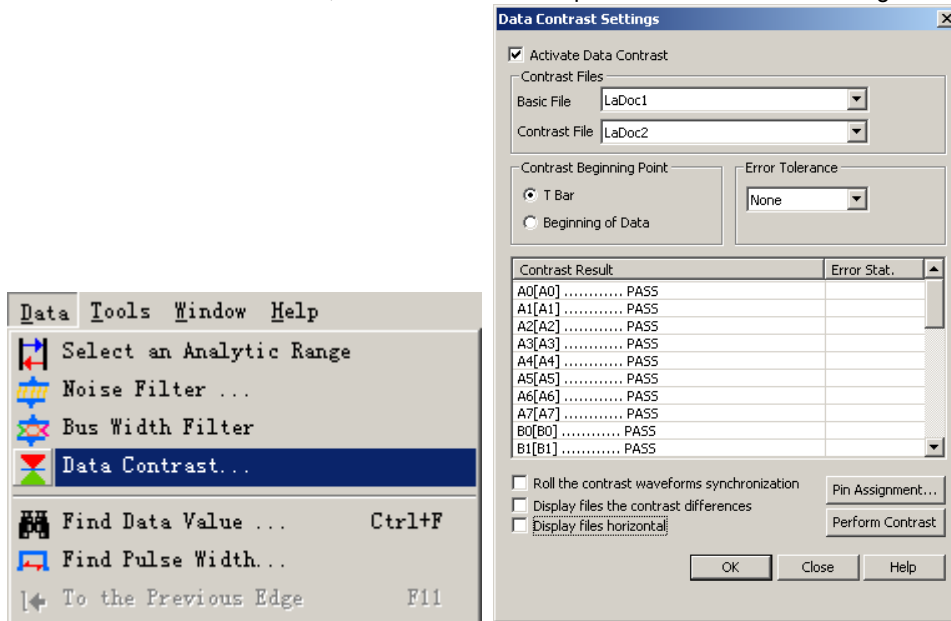 Data Tools Window Help
Select an Analytic Range
Noise Filter ...
Bus Width Filter
Data Contrast...
Find Data Value ... Ctrl+F
Find Pulse Width...
To the Previous Edge F11
Data Contrast Settings
Activate Data Contrast
Contrast Files
Basic File LaDoc1
Contrast File LaDoc2
Contrast Beginning Point Error Tolerance
T Bar None
Beginning of Data
Contrast Result Error Stat.
A0[A0] ............ PASS
A1[A1] ............ PASS
A2[A2] ............ PASS
A3[A3] ............ PASS
A4[A4] ............ PASS
A5[A5] ............ PASS
A6[A6] ............ PASS
A7[A7] ............ PASS
B0[B0] ............ PASS
B1[B1] ............ PASS
Roll the contrast waveforms synchronization Pin Assignment...
Display files the contrast differences
Display files horizontal Perform Contrast
OK Close Help